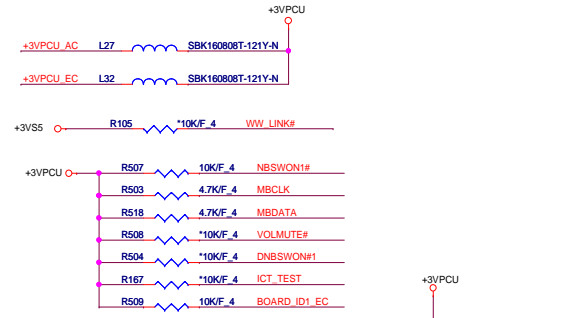 +3VPCU
+3VPCU_AC L27 SBK160808T-121Y-N
+3VPCU_EC L32 SBK160808T-121Y-N
+3VS5 R105 *10K/F_4 WW_LINK#
+3VPCU R507 10K/F_4 NBSWON1#
R503 4.7K/F_4 MBCLK
R518 4.7K/F_4 MBDATA
R508 *10K/F_4 VOLMUTE#
R504 *10K/F_4 DNBSWON#1
R167 *10K/F_4 ICT_TEST
+3VPCU
R509 10K/F_4 BOARD_ID1_EC